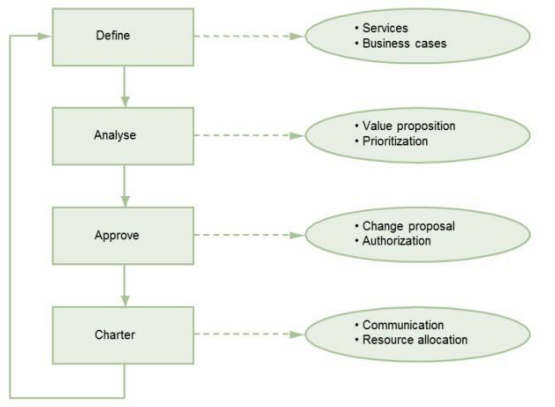 Define
• Services
• Business cases
Analyse
• Value proposition
• Prioritization
Approve
• Change proposal
• Authorization
Charter
• Communication
• Resource allocation